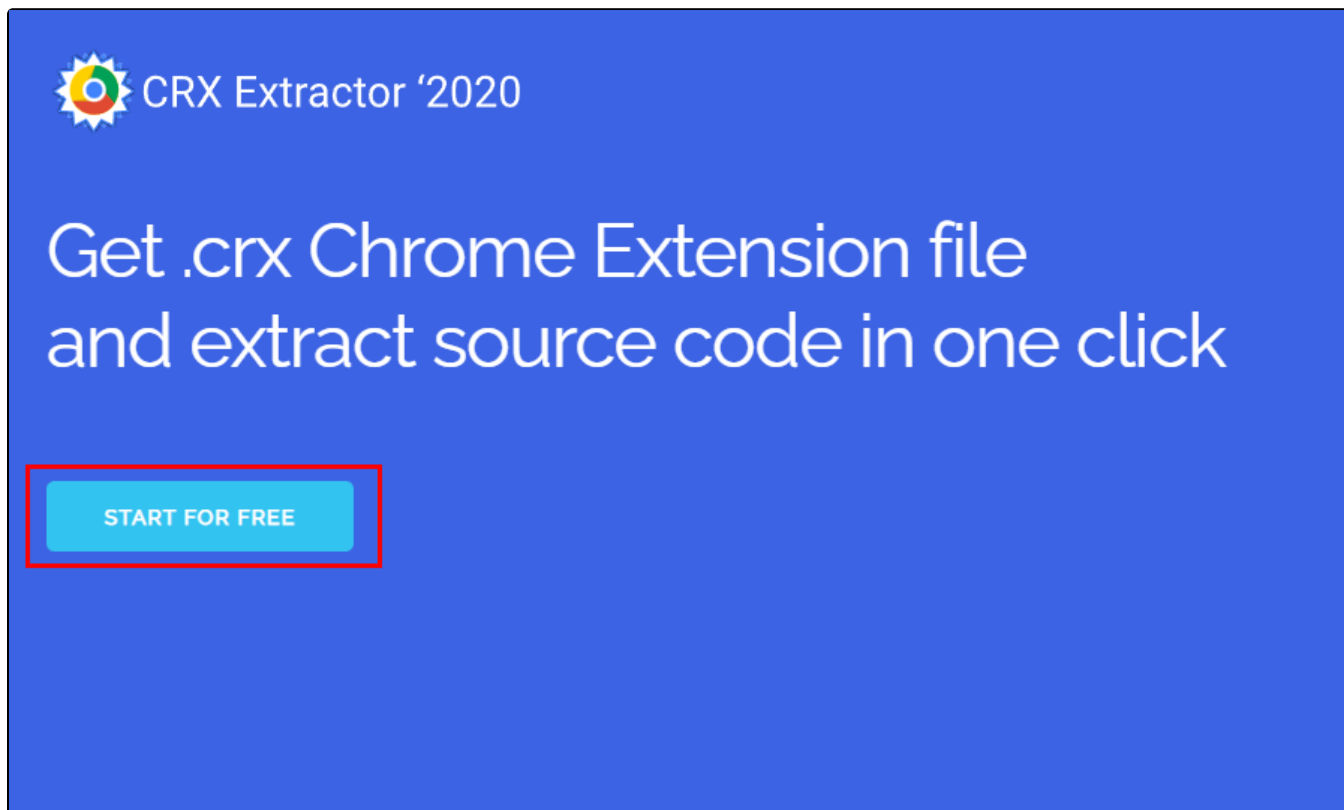 CRX Extractor ‘2020
Get .crx Chrome Extension file
and extract source code in one click
START FOR FREE